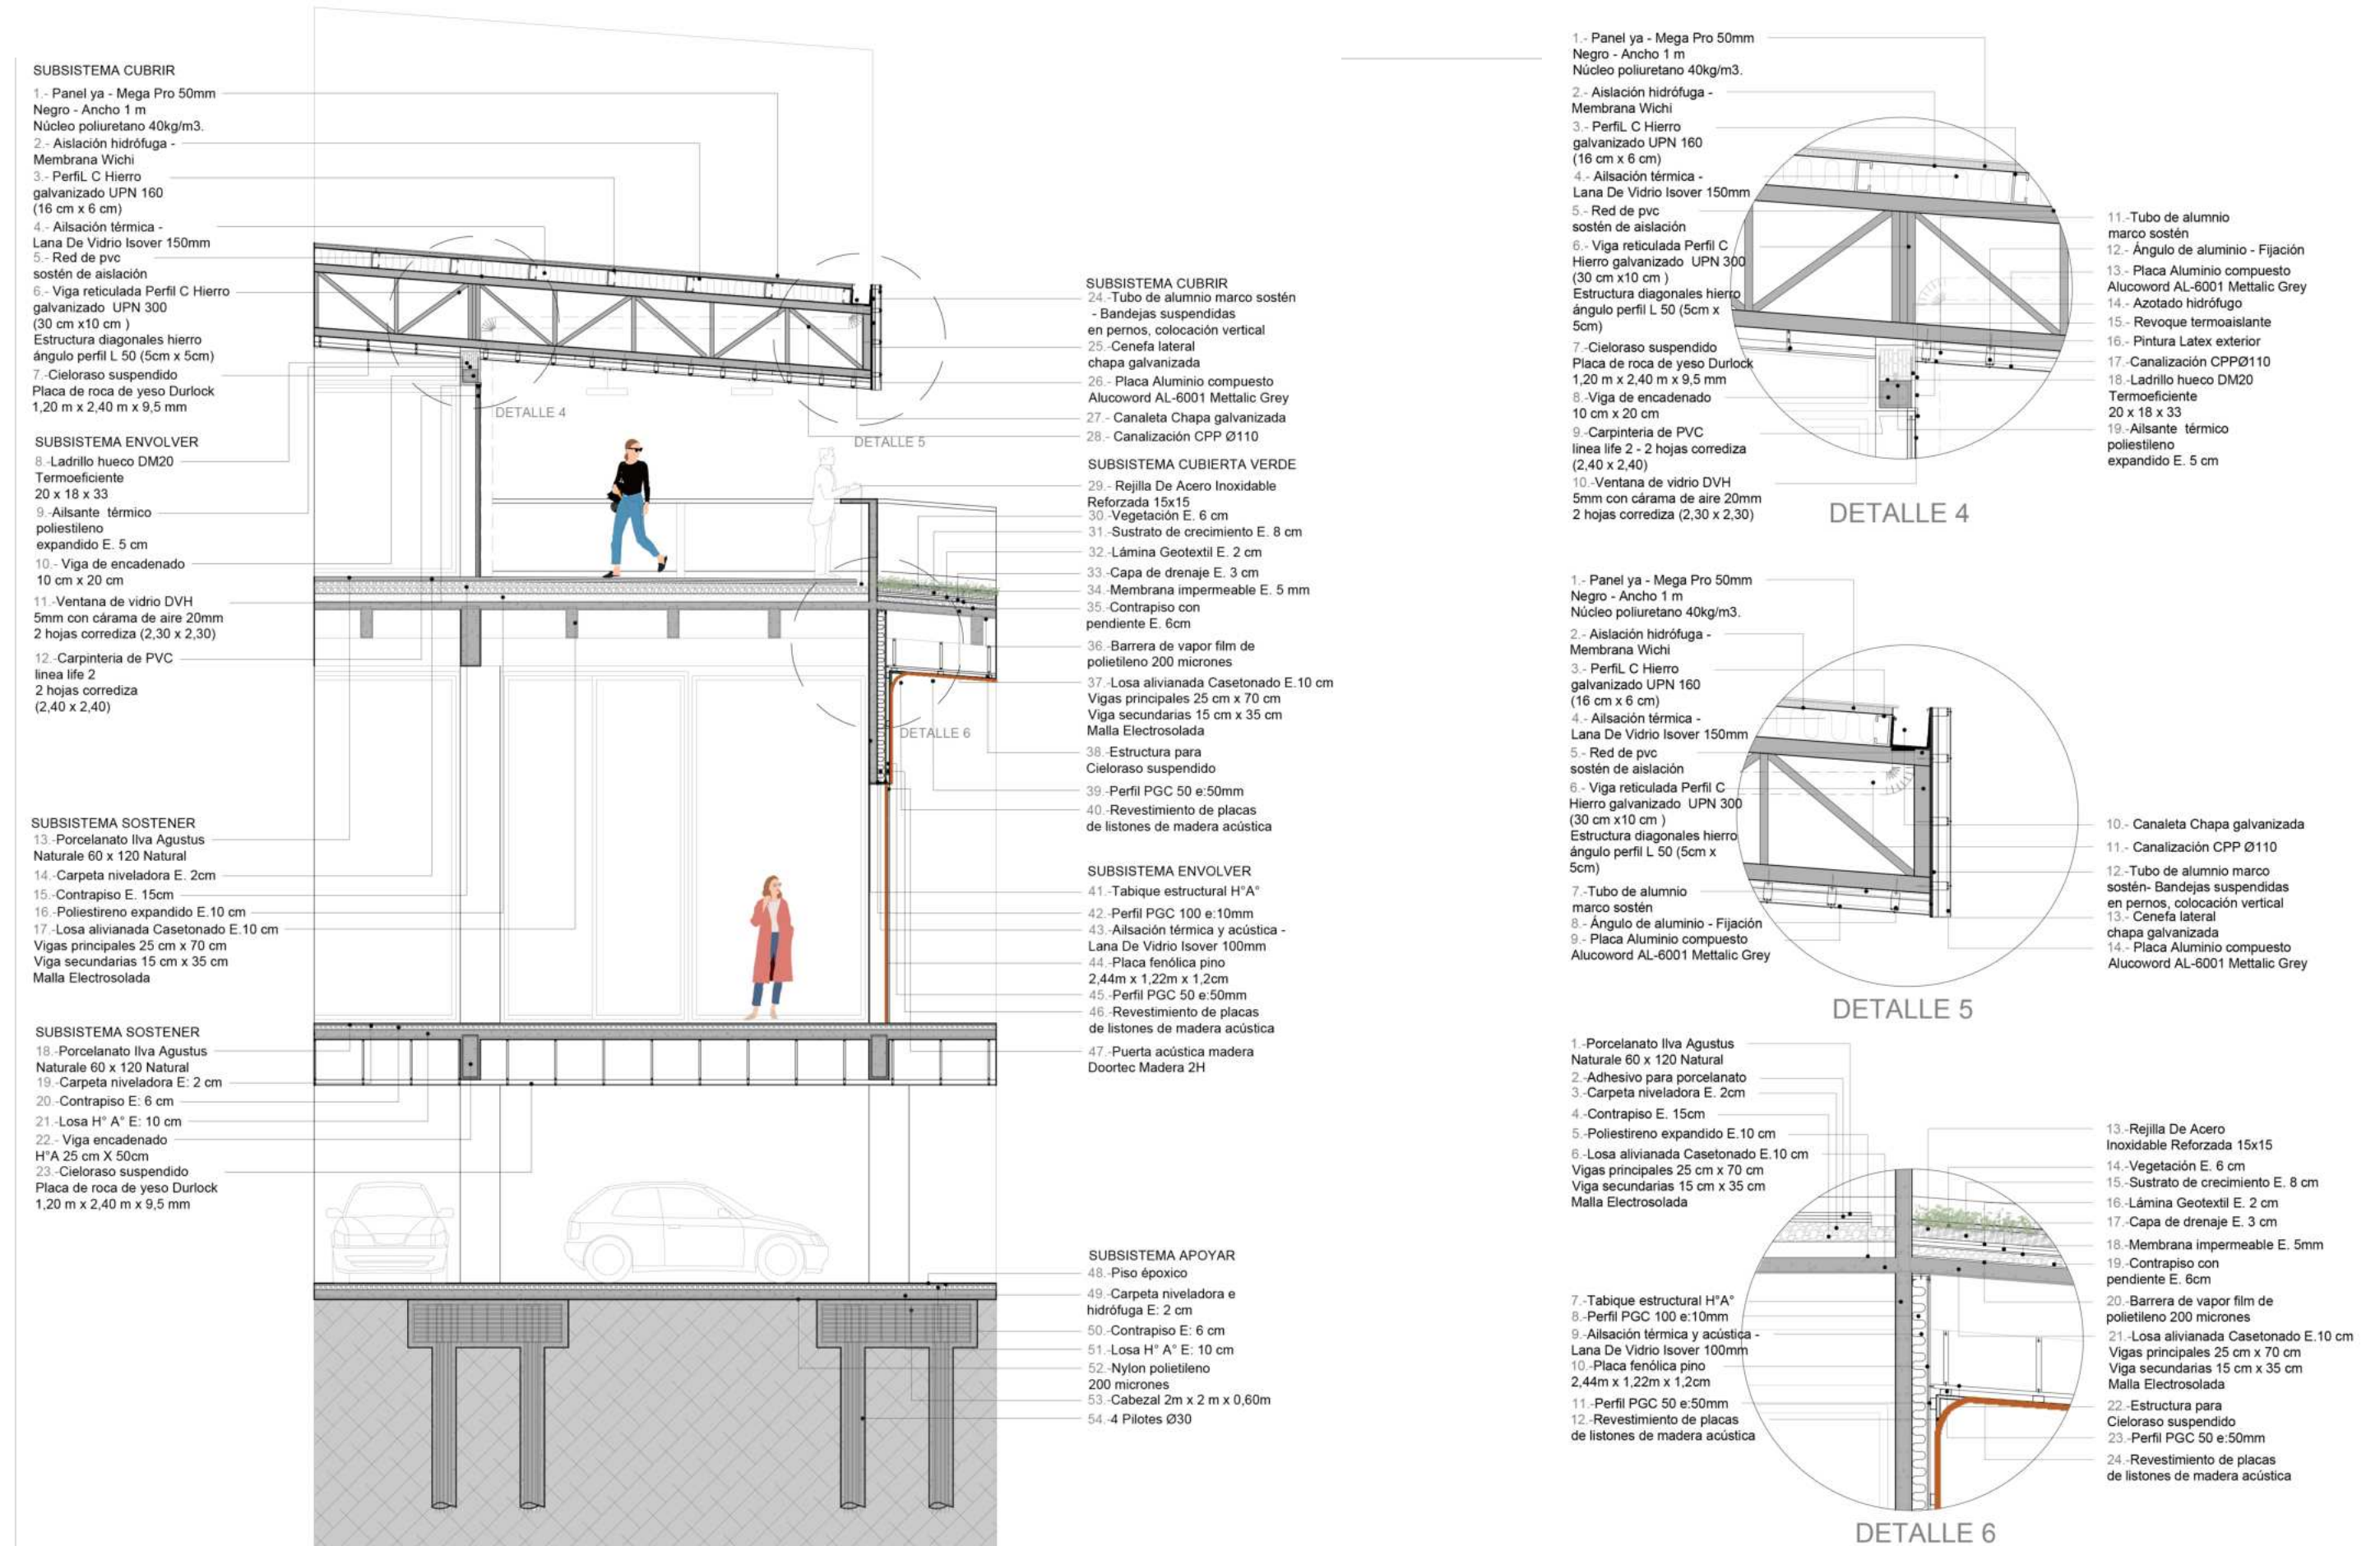 SUBSISTEMA CUBRIR
1.- Panel ya - Mega Pro 50mm
Negro - Ancho 1 m
Núcleo poliuretano 40kg/m3.
2.- Aislación hidrófuga -
Membrana Wichi
3.- PerfiL C Hierro
galvanizado UPN 160
(16 cm x 6 cm)
4.- Ailsación térmica -
Lana De Vidrio Isover 150mm
5.- Red de pvc
sostén de aislación
6.- Viga reticulada Perfil C Hierro
galvanizado  UPN 300
(30 cm x10 cm )
Estructura diagonales hierro
ángulo perfil L 50 (5cm x 5cm)
7.-Cieloraso suspendido
Placa de roca de yeso Durlock
1,20 m x 2,40 m x 9,5 mm
SUBSISTEMA ENVOLVER
8.-Ladrillo hueco DM20
Termoeficiente
20 x 18 x 33
9.-Ailsante  térmico
poliestileno
expandido E. 5 cm
10.- Viga de encadenado
10 cm x 20 cm
11.-Ventana de vidrio DVH
5mm con cárama de aire 20mm
2 hojas corrediza (2,30 x 2,30)
12.-Carpinteria de PVC
linea life 2
2 hojas corrediza
(2,40 x 2,40)
SUBSISTEMA SOSTENER
13.-Porcelanato Ilva Agustus
Naturale 60 x 120 Natural
14.-Carpeta niveladora E. 2cm
15.-Contrapiso E. 15cm
16.-Poliestireno expandido E.10 cm
17.-Losa alivianada Casetonado E.10 cm
Vigas principales 25 cm x 70 cm
Viga secundarias 15 cm x 35 cm
Malla Electrosolada
SUBSISTEMA SOSTENER
18.-Porcelanato Ilva Agustus
Naturale 60 x 120 Natural
19.-Carpeta niveladora E: 2 cm
20.-Contrapiso E: 6 cm
21.-Losa H° A° E: 10 cm
22.- Viga encadenado
H°A 25 cm X 50cm
23.-Cieloraso suspendido
Placa de roca de yeso Durlock
1,20 m x 2,40 m x 9,5 mm
DETALLE 4
DETALLE 5
DETALLE 6
SUBSISTEMA CUBRIR
24.-Tubo de alumnio marco sostén
- Bandejas suspendidas
en pernos, colocación vertical
25.-Cenefa lateral
chapa galvanizada
26.- Placa Aluminio compuesto
Alucoword AL-6001 Mettalic Grey
27.- Canaleta Chapa galvanizada
28.- Canalización CPP Ø110
SUBSISTEMA CUBIERTA VERDE
29.- Rejilla De Acero Inoxidable
Reforzada 15x15
30.-Vegetación E. 6 cm
31.-Sustrato de crecimiento E. 8 cm
32.-Lámina Geotextil E. 2 cm
33.-Capa de drenaje E. 3 cm
34.-Membrana impermeable E. 5 mm
35.-Contrapiso con
pendiente E. 6cm
36.-Barrera de vapor film de
polietileno 200 micrones
37.-Losa alivianada Casetonado E.10 cm
Vigas principales 25 cm x 70 cm
Viga secundarias 15 cm x 35 cm
Malla Electrosolada
38.-Estructura para
Cieloraso suspendido
39.-Perfil PGC 50 e:50mm
40.-Revestimiento de placas
de listones de madera acústica
SUBSISTEMA ENVOLVER
41.-Tabique estructural H°A°
42.-Perfil PGC 100 e:10mm
43.-Ailsación térmica y acústica -
Lana De Vidrio Isover 100mm
44.-Placa fenólica pino
2,44m x 1,22m x 1,2cm
45.-Perfil PGC 50 e:50mm
46.-Revestimiento de placas
de listones de madera acústica
47.-Puerta acústica madera
Doortec Madera 2H
SUBSISTEMA APOYAR
48.-Piso époxico
49.-Carpeta niveladora e
hidrófuga E: 2 cm
50.-Contrapiso E: 6 cm
51.-Losa H° A° E: 10 cm
52.-Nylon polietileno
200 micrones
53.-Cabezal 2m x 2 m x 0,60m
54.-4 Pilotes Ø30
1.- Panel ya - Mega Pro 50mm
Negro - Ancho 1 m
Núcleo poliuretano 40kg/m3.
2.- Aislación hidrófuga -
Membrana Wichi
3.- PerfiL C Hierro
galvanizado UPN 160
(16 cm x 6 cm)
4.- Ailsación térmica -
Lana De Vidrio Isover 150mm
5.- Red de pvc
sostén de aislación
6.- Viga reticulada Perfil C
Hierro galvanizado  UPN 300
(30 cm x10 cm )
Estructura diagonales hierro
ángulo perfil L 50 (5cm x
5cm)
7.-Cieloraso suspendido
Placa de roca de yeso Durlock
1,20 m x 2,40 m x 9,5 mm
8.-Viga de encadenado
10 cm x 20 cm
9.-Carpinteria de PVC
linea life 2 - 2 hojas corrediza
(2,40 x 2,40)
10.-Ventana de vidrio DVH
5mm con cárama de aire 20mm
2 hojas corrediza (2,30 x 2,30)
11.-Tubo de alumnio
marco sostén
12.- Ángulo de aluminio - Fijación
13.- Placa Aluminio compuesto
Alucoword AL-6001 Mettalic Grey
14.- Azotado hidrófugo
15.- Revoque termoaislante
16.- Pintura Latex exterior
17.-Canalización CPPØ110
18.-Ladrillo hueco DM20
Termoeficiente
20 x 18 x 33
19.-Ailsante  térmico
poliestileno
expandido E. 5 cm
DETALLE 4
1.- Panel ya - Mega Pro 50mm
Negro - Ancho 1 m
Núcleo poliuretano 40kg/m3.
2.- Aislación hidrófuga -
Membrana Wichi
3.- PerfiL C Hierro
galvanizado UPN 160
(16 cm x 6 cm)
4.- Ailsación térmica -
Lana De Vidrio Isover 150mm
5.- Red de pvc
sostén de aislación
6.- Viga reticulada Perfil C
Hierro galvanizado  UPN 300
(30 cm x10 cm )
Estructura diagonales hierro
ángulo perfil L 50 (5cm x
5cm)
7.-Tubo de alumnio
marco sostén
8.- Ángulo de aluminio - Fijación
9.- Placa Aluminio compuesto
Alucoword AL-6001 Mettalic Grey
10.- Canaleta Chapa galvanizada
11.- Canalización CPP Ø110
12.-Tubo de alumnio marco
sostén- Bandejas suspendidas
en pernos, colocación vertical
13.- Cenefa lateral
chapa galvanizada
14.- Placa Aluminio compuesto
Alucoword AL-6001 Mettalic Grey
DETALLE 5
1.-Porcelanato Ilva Agustus
Naturale 60 x 120 Natural
2.-Adhesivo para porcelanato
3.-Carpeta niveladora E. 2cm
4.-Contrapiso E. 15cm
5.-Poliestireno expandido E.10 cm
6.-Losa alivianada Casetonado E.10 cm
Vigas principales 25 cm x 70 cm
Viga secundarias 15 cm x 35 cm
Malla Electrosolada
7.-Tabique estructural H°A°
8.-Perfil PGC 100 e:10mm
9.-Ailsación térmica y acústica -
Lana De Vidrio Isover 100mm
10.-Placa fenólica pino
2,44m x 1,22m x 1,2cm
11.-Perfil PGC 50 e:50mm
12.-Revestimiento de placas
de listones de madera acústica
13.-Rejilla De Acero
Inoxidable Reforzada 15x15
14.-Vegetación E. 6 cm
15.-Sustrato de crecimiento E. 8 cm
16.-Lámina Geotextil E. 2 cm
17.-Capa de drenaje E. 3 cm
18.-Membrana impermeable E. 5mm
19.-Contrapiso con
pendiente E. 6cm
20.-Barrera de vapor film de
polietileno 200 micrones
21.-Losa alivianada Casetonado E.10 cm
Vigas principales 25 cm x 70 cm
Viga secundarias 15 cm x 35 cm
Malla Electrosolada
22.-Estructura para
Cieloraso suspendido
23.-Perfil PGC 50 e:50mm
24.-Revestimiento de placas
de listones de madera acústica
DETALLE 6